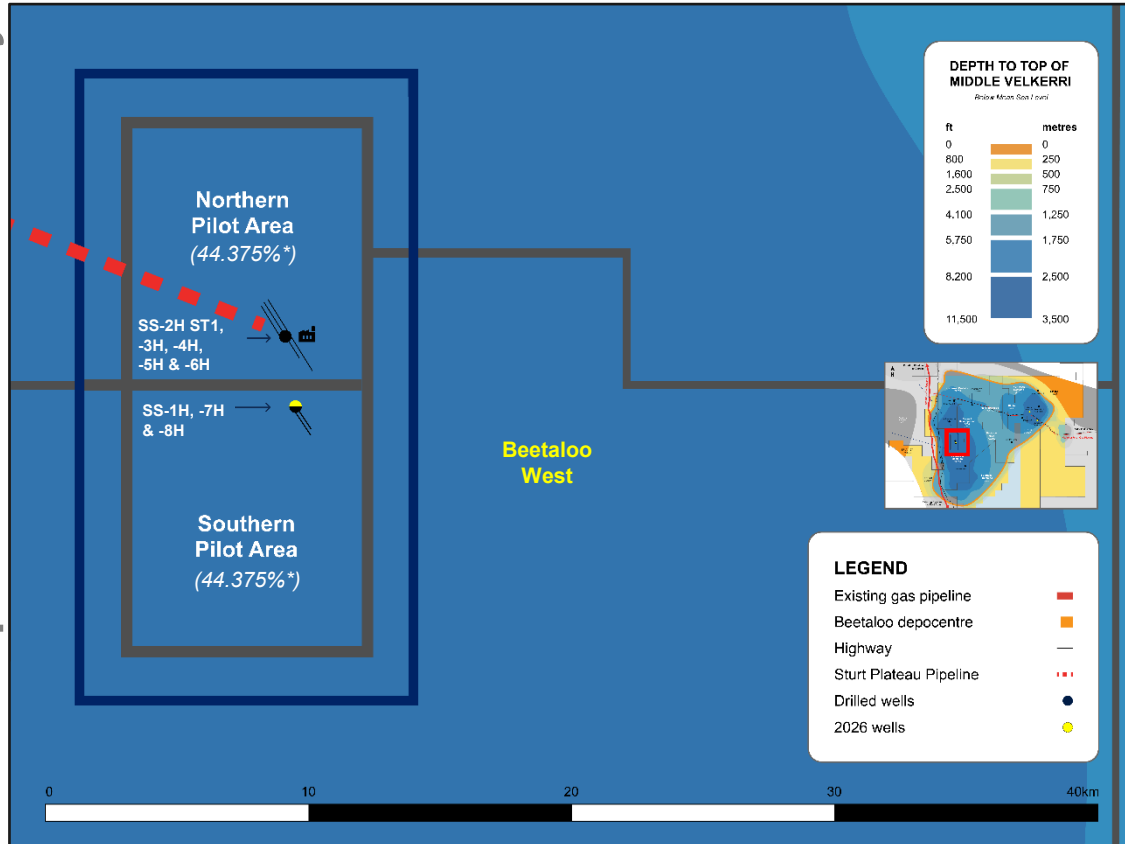 Northern
Pilot Area
(44.375%*)
SS-2H ST1,
-3H, -4H,
-5H & -6H
SS-1H, -7H
& -8H
Southern
Pilot Area
(44.375%*)
Beetaloo
West
DEPTH TO TOP OF
MIDDLE VELKERRI
Below Mean Sea Level
ft metres
0 0
800 250
1,600 500
2,500 750
4,100 1,250
5,750 1,750
8,200 2,500
11,500 3,500
LEGEND
Existing gas pipeline
Beetaloo depocentre
Highway
Sturt Plateau Pipeline
Drilled wells
2026 wells
0 10 20 30 40km